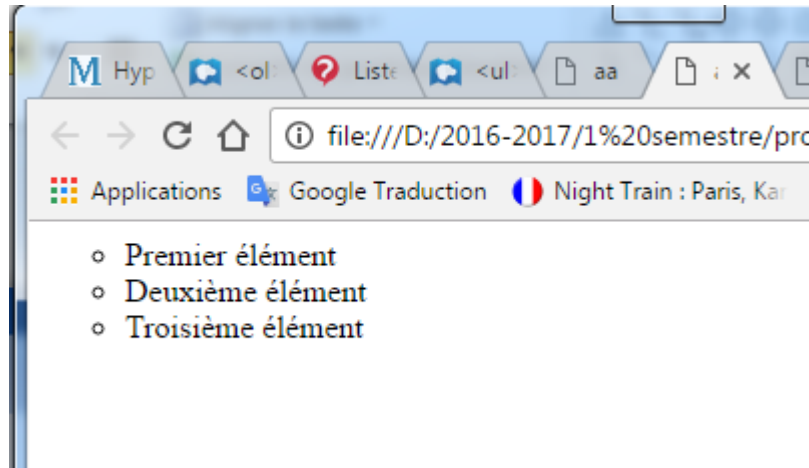 M Hyp <ol> ? Liste <ul> aa
file:///D:/2016-2017/1%20semestre/pro
Applications Google Traduction Night Train : Paris, Kar
Premier élément
Deuxième élément
Troisième élément